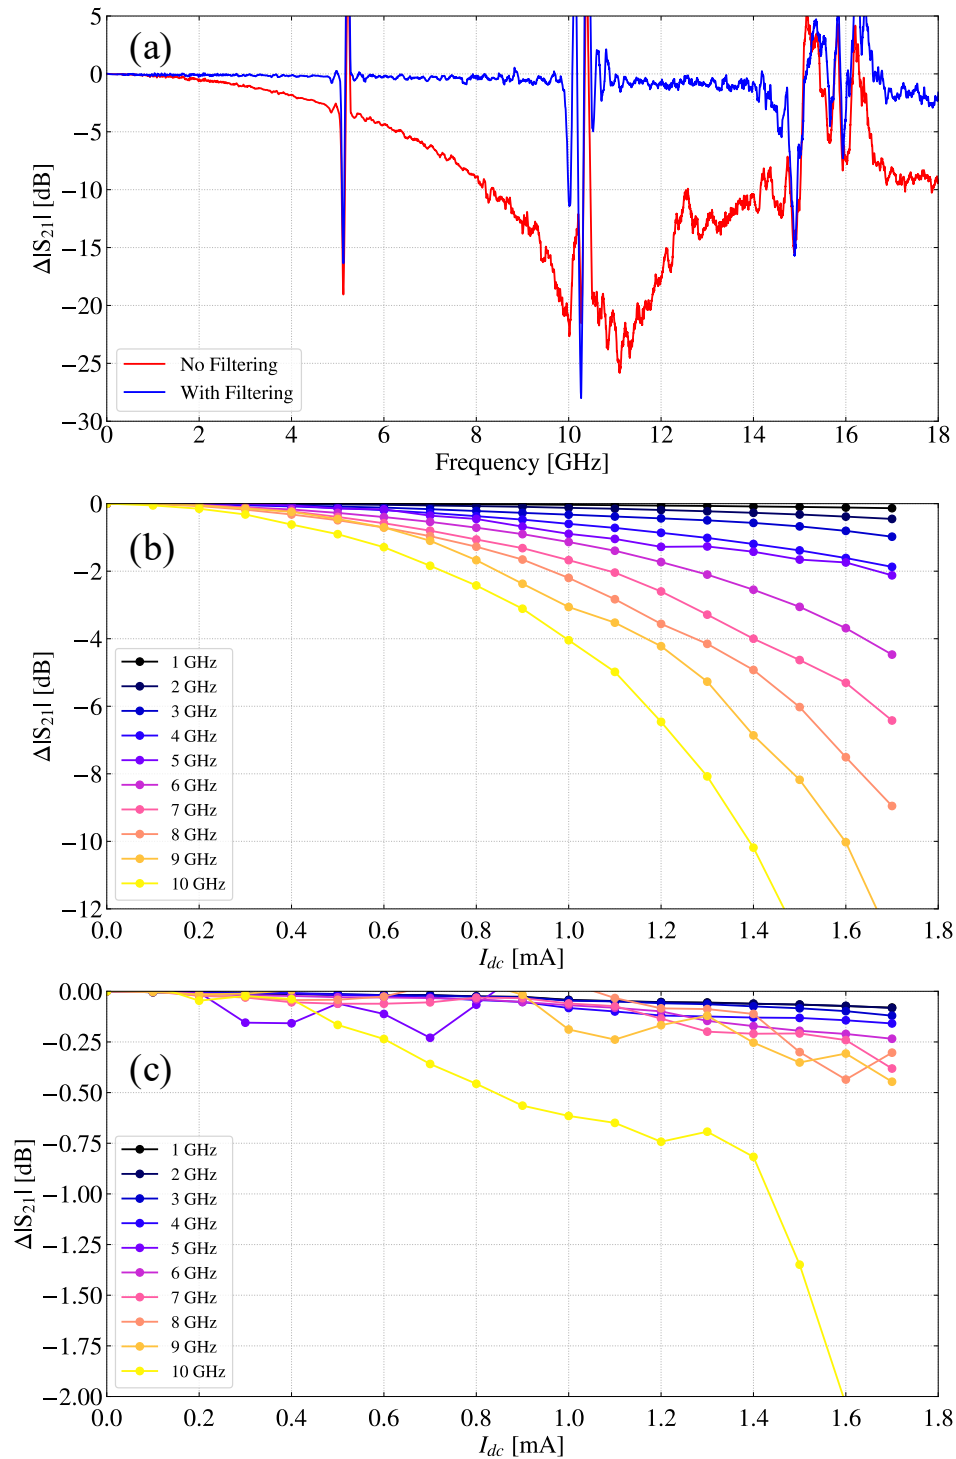 (a)
Δ|S21| [dB]
5
0
−5
−10
−15
−20
−25
−30
No Filtering
With Filtering
0 2 4 6 8 10 12 14 16 18
Frequency [GHz]
(b)
Δ|S21| [dB]
0
−2
−4
−6
−8
−10
−12
1 GHz
2 GHz
3 GHz
4 GHz
5 GHz
6 GHz
7 GHz
8 GHz
9 GHz
10 GHz
0.0 0.2 0.4 0.6 0.8 1.0 1.2 1.4 1.6 1.8
Idc [mA]
(c)
Δ|S21| [dB]
0.00
−0.25
−0.50
−0.75
−1.00
−1.25
−1.50
−1.75
−2.00
1 GHz
2 GHz
3 GHz
4 GHz
5 GHz
6 GHz
7 GHz
8 GHz
9 GHz
10 GHz
0.0 0.2 0.4 0.6 0.8 1.0 1.2 1.4 1.6 1.8
Idc [mA]